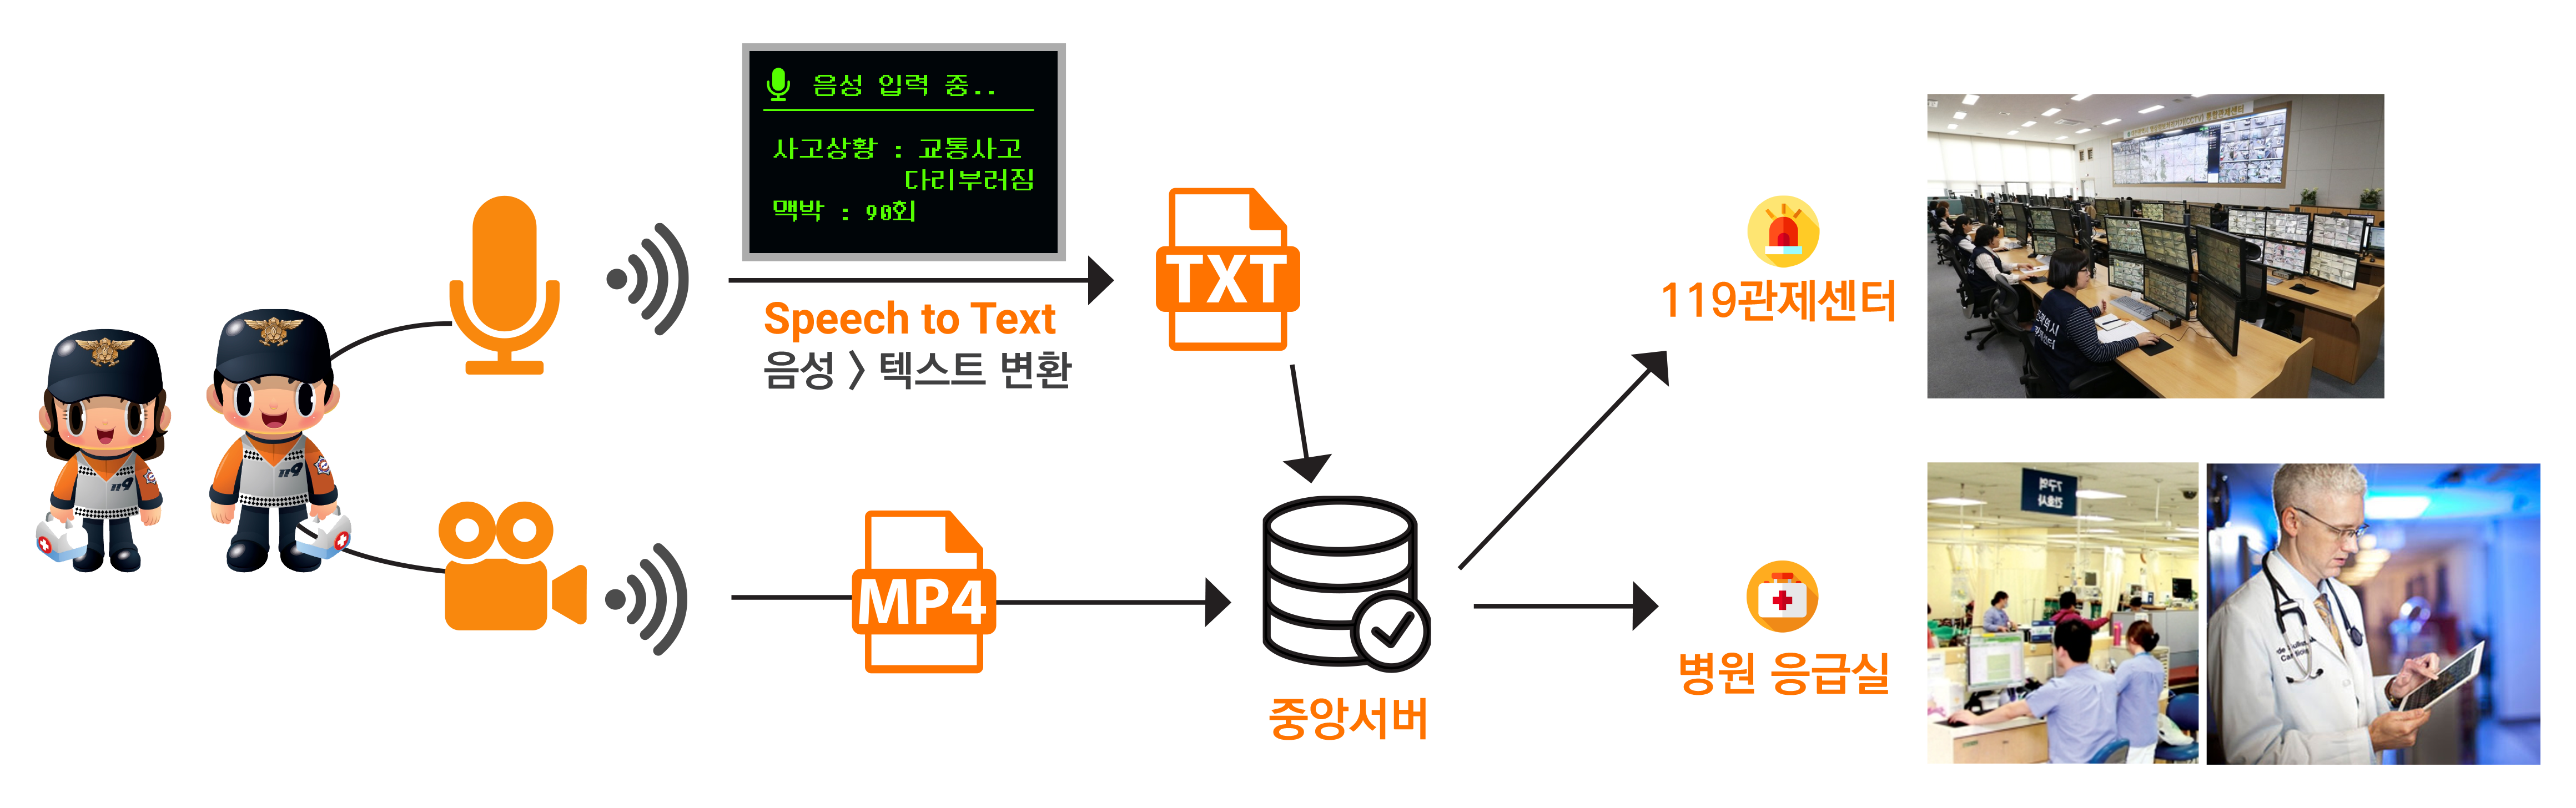 음성 입력 중..
사고상황 : 교통사고
다리부러짐
맥박 : 90회
Speech to Text
음성 > 텍스트 변환
TXT
MP4
중앙서버
119관제센터
병원 응급실
119
119